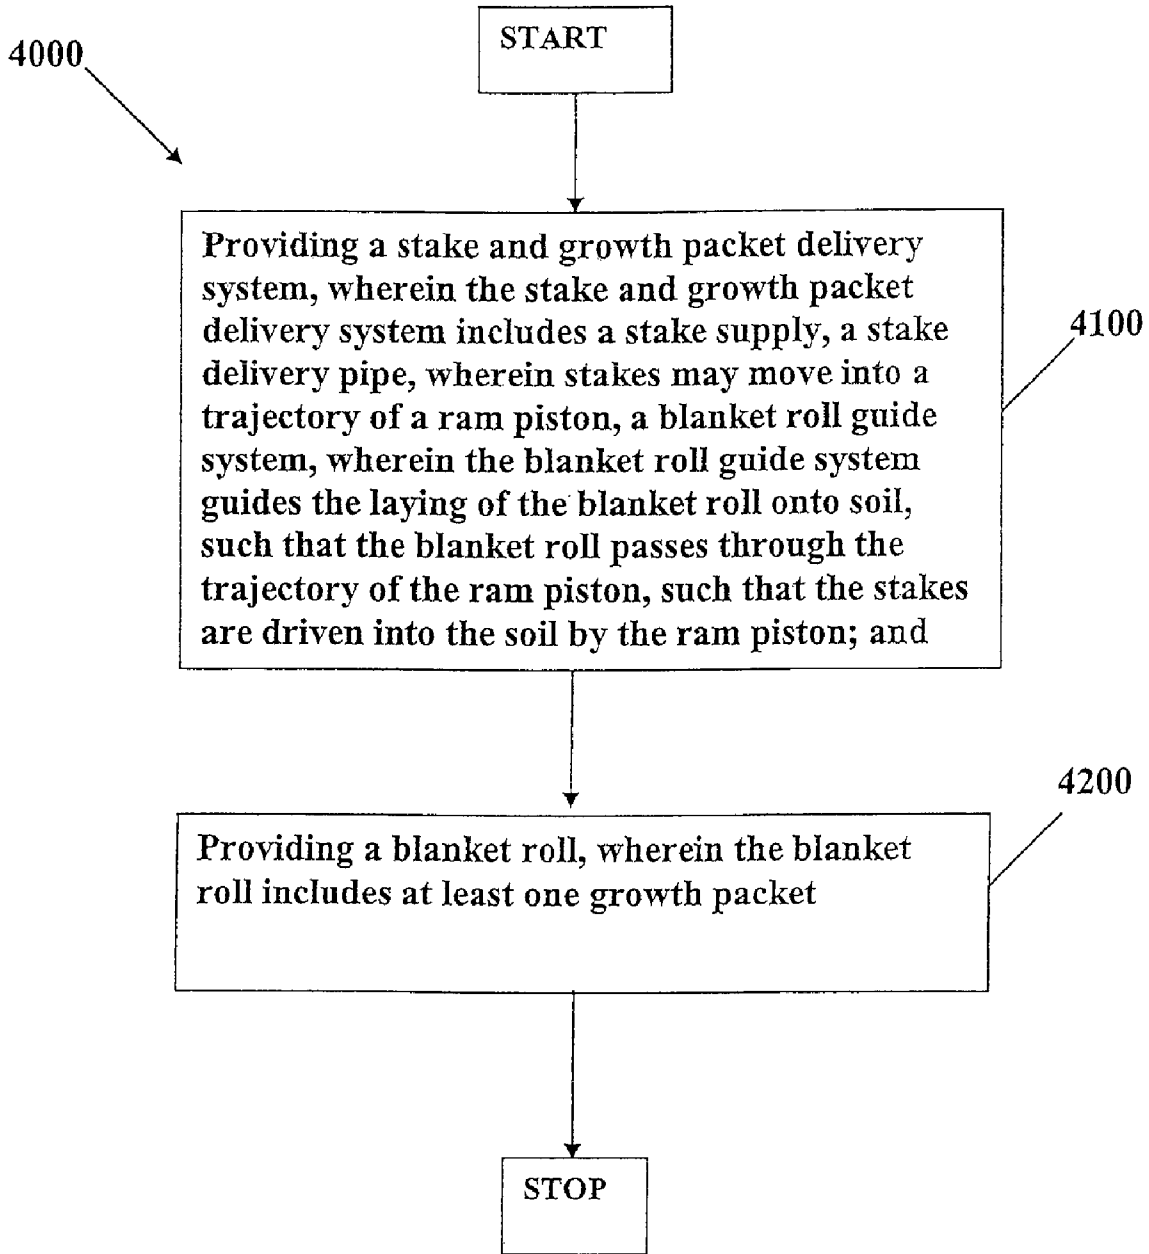 START
4000
Providing a stake and growth packet delivery
system, wherein the stake and growth packet
delivery system includes a stake supply, a stake
delivery pipe, wherein stakes may move into a
trajectory of a ram piston, a blanket roll guide
system, wherein the blanket roll guide system
guides the laying of the blanket roll onto soil,
such that the blanket roll passes through the
trajectory of the ram piston, such that the stakes
are driven into the soil by the ram piston; and
4100
4200
Providing a blanket roll, wherein the blanket
roll includes at least one growth packet
STOP